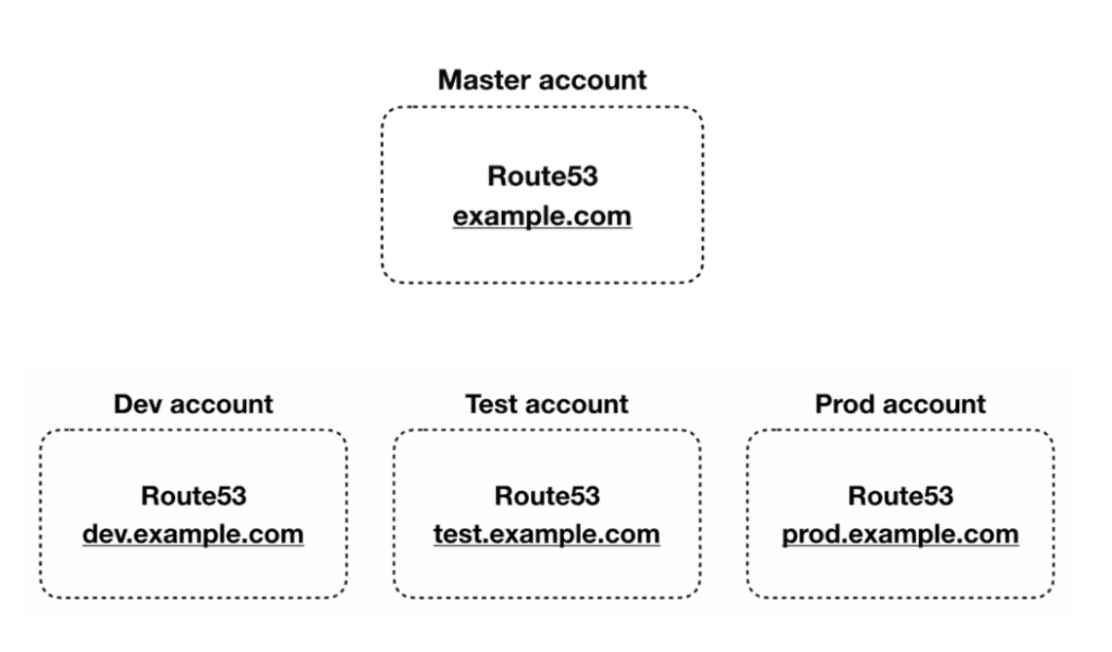 Master account
Route53
example.com
Dev account
Test account
Prod account
Route53
Route53
Route53
dev.example.com
test.example.com
prod.example.com